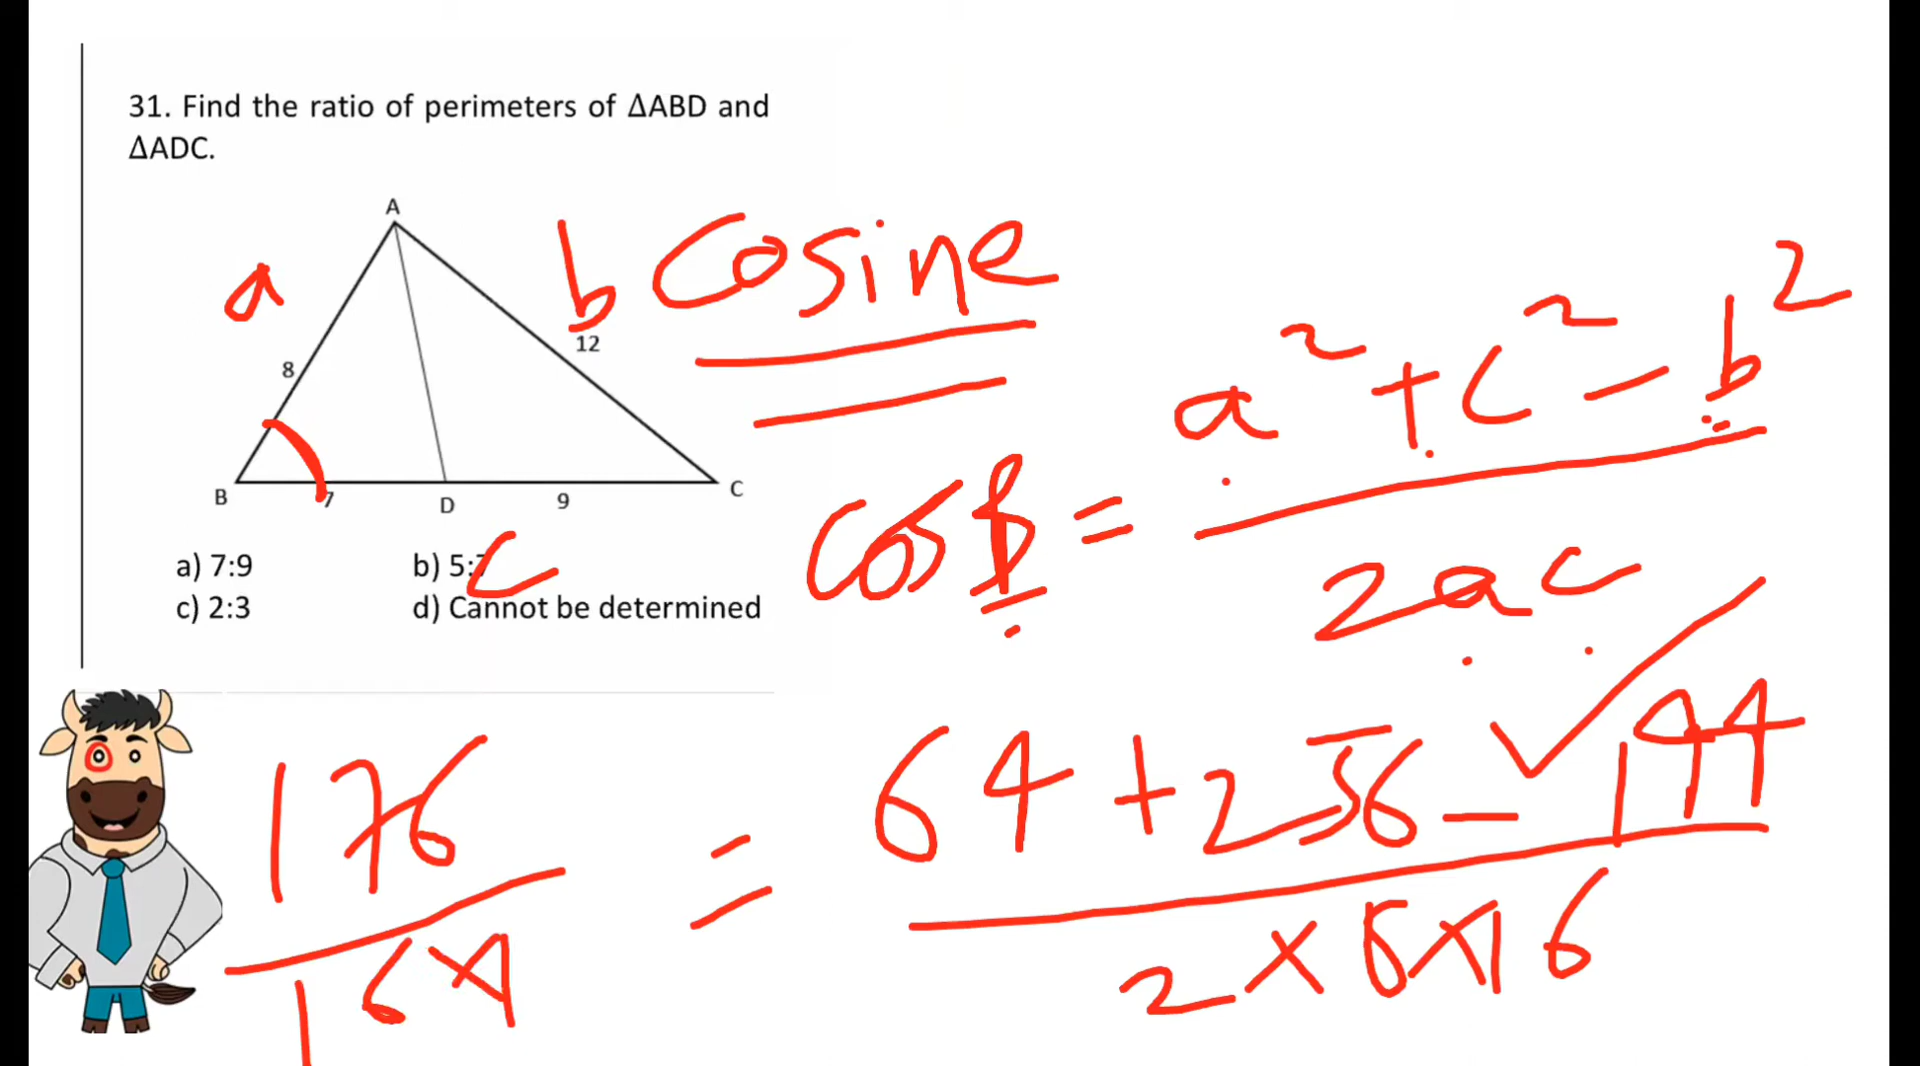 31. Find the ratio of perimeters of ΔABD and
ΔADC.
A
a
b
Cosine
8
12
B
7
D
9
C
c
a² + c² - b²
cos B =
2ac
a) 7:9
b) 5:
c) 2:3
d) Cannot be determined
176
= 64 + 256 - 144
2 × 8 × 16